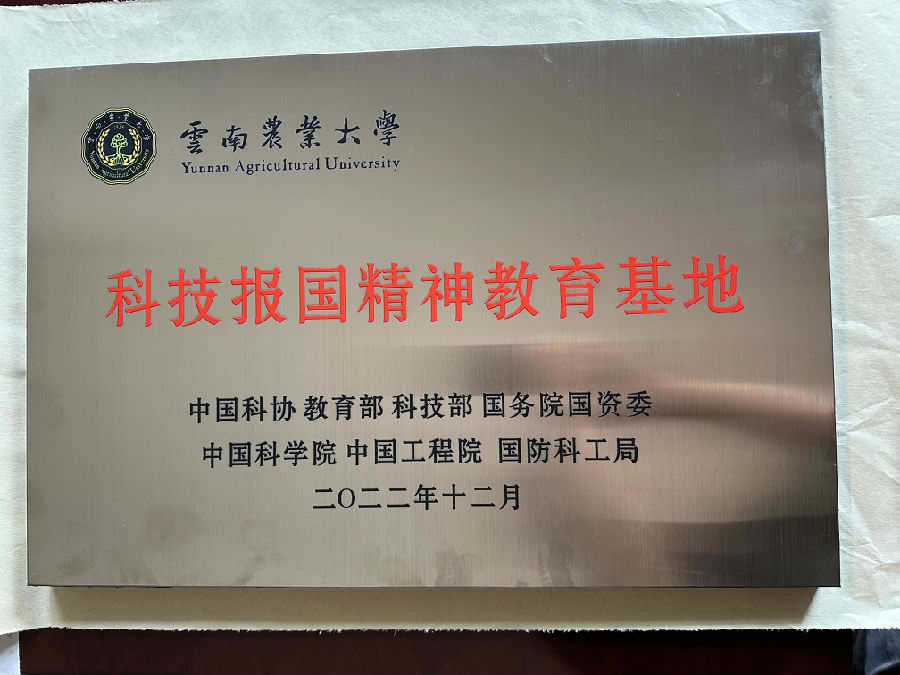 雲南農業大學
Yunnan Agricultural University
科技报国精神教育基地
中国科协 教育部 科技部 国务院国资委
中国科学院 中国工程院 国防科工局
二〇二二年十二月